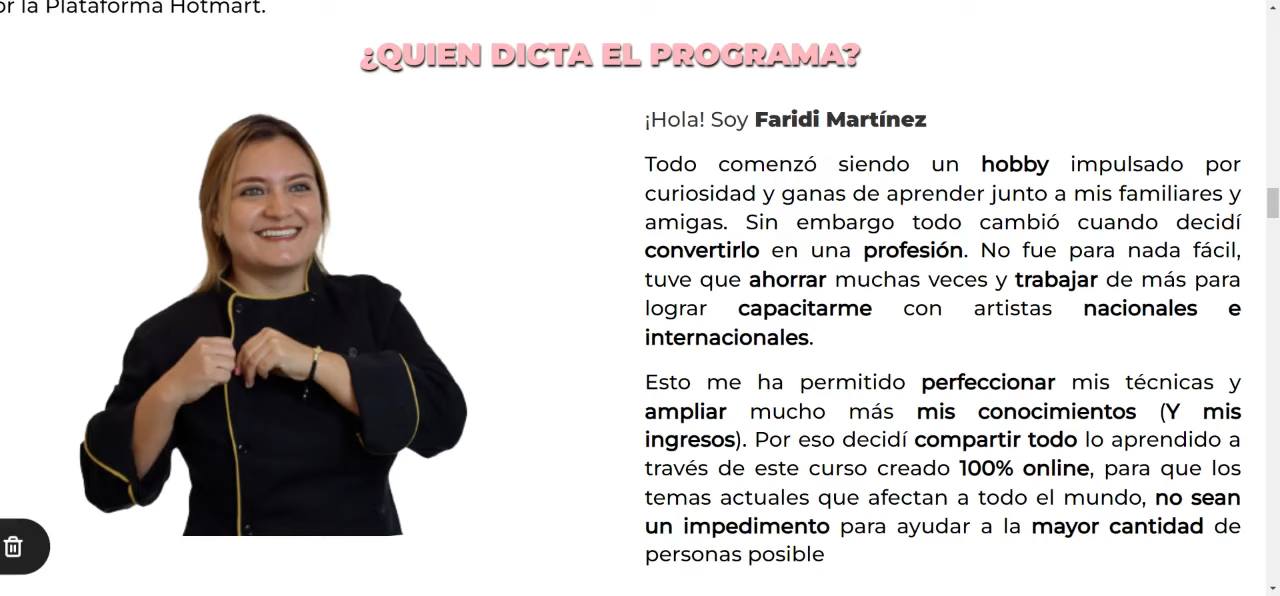 or la Plataforma Hotmart.
¿QUIEN DICTA EL PROGRAMA?
¡Hola! Soy Faridi Martínez
Todo comenzó siendo un hobby impulsado por
curiosidad y ganas de aprender junto a mis familiares y
amigas. Sin embargo todo cambió cuando decidí
convertirlo en una profesión. No fue para nada fácil,
tuve que ahorrar muchas veces y trabajar de más para
lograr capacitarme con artistas nacionales e
internacionales.
Esto me ha permitido perfeccionar mis técnicas y
ampliar mucho más mis conocimientos (Y mis
ingresos). Por eso decidí compartir todo lo aprendido a
través de este curso creado 100% online, para que los
temas actuales que afectan a todo el mundo, no sean
un impedimento para ayudar a la mayor cantidad de
personas posible